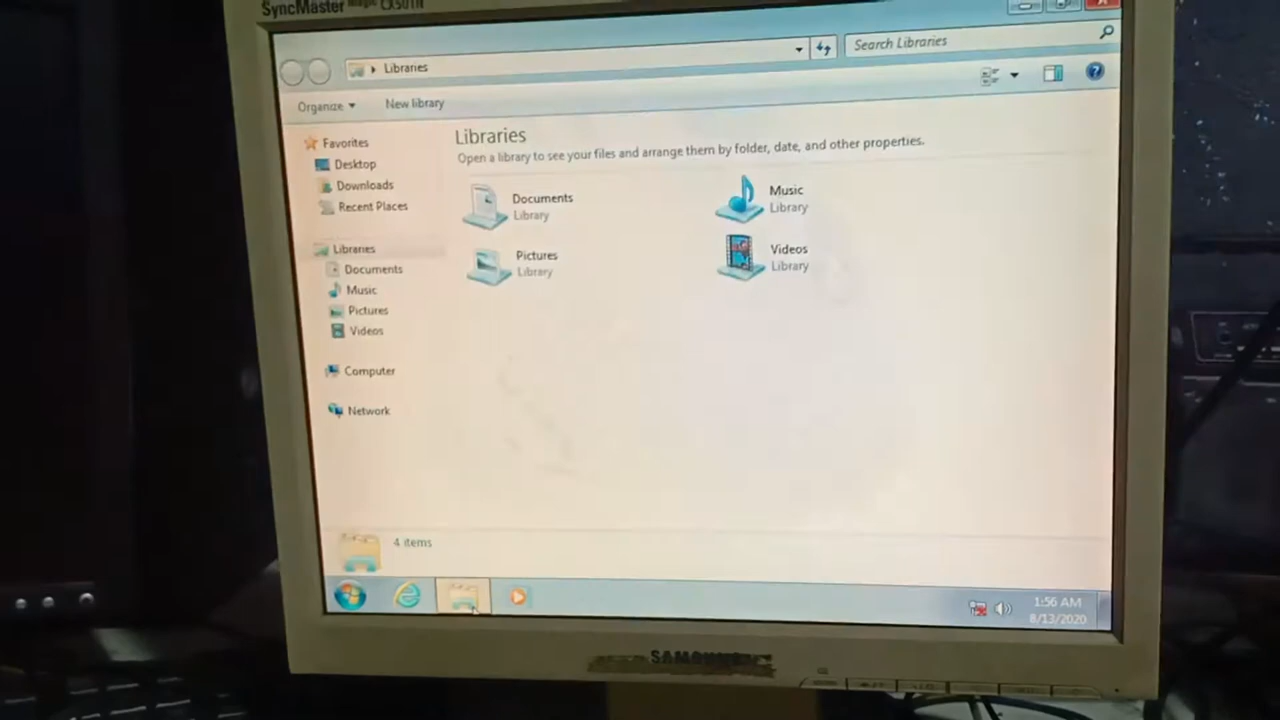 SyncMaster Magic CX501N
Libraries
Search Libraries
Organize
New library
Favorites
Desktop
Downloads
Recent Places
Libraries
Documents
Music
Pictures
Videos
Computer
Network
Libraries
Open a library to see your files and arrange them by folder, date, and other properties.
Documents
Library
Music
Library
Pictures
Library
Videos
Library
4 items
1:56 AM
8/13/2020
SAMSUNG